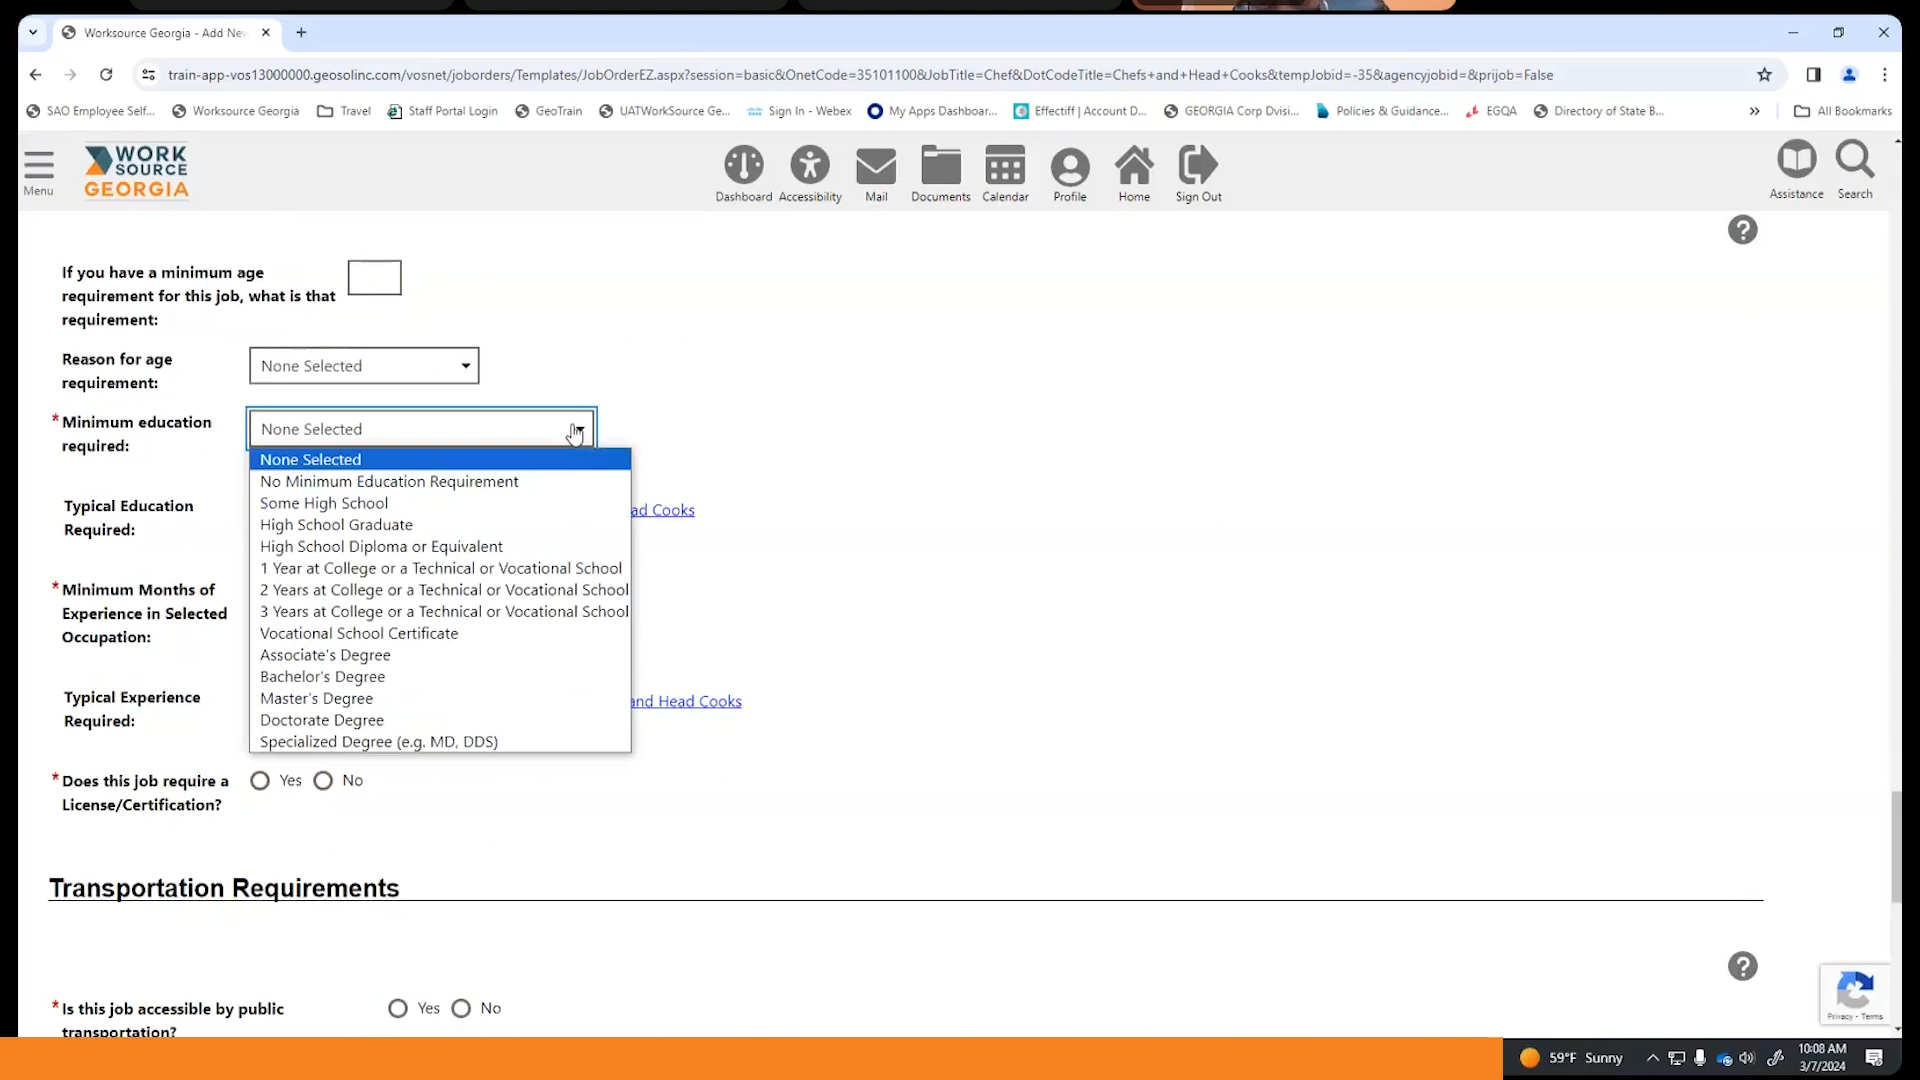 Worksource Georgia - Add Nev
train-app-vos13000000.geosolinc.com/vosnet/joborders/Templates/JobOrderEZ.aspx?session=basic&OnetCode=35101100&JobTitle=Chef&DotCodeTitle=Chefs+and+Head+Cooks&tempJobid=-35&agencyjobid=&prijob=False
SAO Employee Self... Worksource Georgia Travel Staff Portal Login GeoTrain UATWorkSource Ge... Sign In - Webex My Apps Dashboar... Effectiff | Account D... GEORGIA Corp Dvisi... Policies & Guidance... EGQA Directory of State B... » All Bookmarks
Menu
WORK
SOURCE
GEORGIA
Dashboard Accessibility Mail Documents Calendar Profile Home Sign Out
Assistance Search
?
If you have a minimum age
requirement for this job, what is that
requirement:
Reason for age
requirement:
None Selected
* Minimum education
required:
None Selected
None Selected
No Minimum Education Requirement
Some High School
High School Graduate
High School Diploma or Equivalent
1 Year at College or a Technical or Vocational School
2 Years at College or a Technical or Vocational School
3 Years at College or a Technical or Vocational School
Vocational School Certificate
Associate's Degree
Bachelor's Degree
Master's Degree
Doctorate Degree
Specialized Degree (e.g. MD, DDS)
Typical Education
Required:
ad Cooks
* Minimum Months of
Experience in Selected
Occupation:
Typical Experience
Required:
and Head Cooks
* Does this job require a
License/Certification?
Yes No
Transportation Requirements
?
* Is this job accessible by public
transportation?
Yes No
Privacy - Terms
59°F Sunny
10:08 AM
3/7/2024